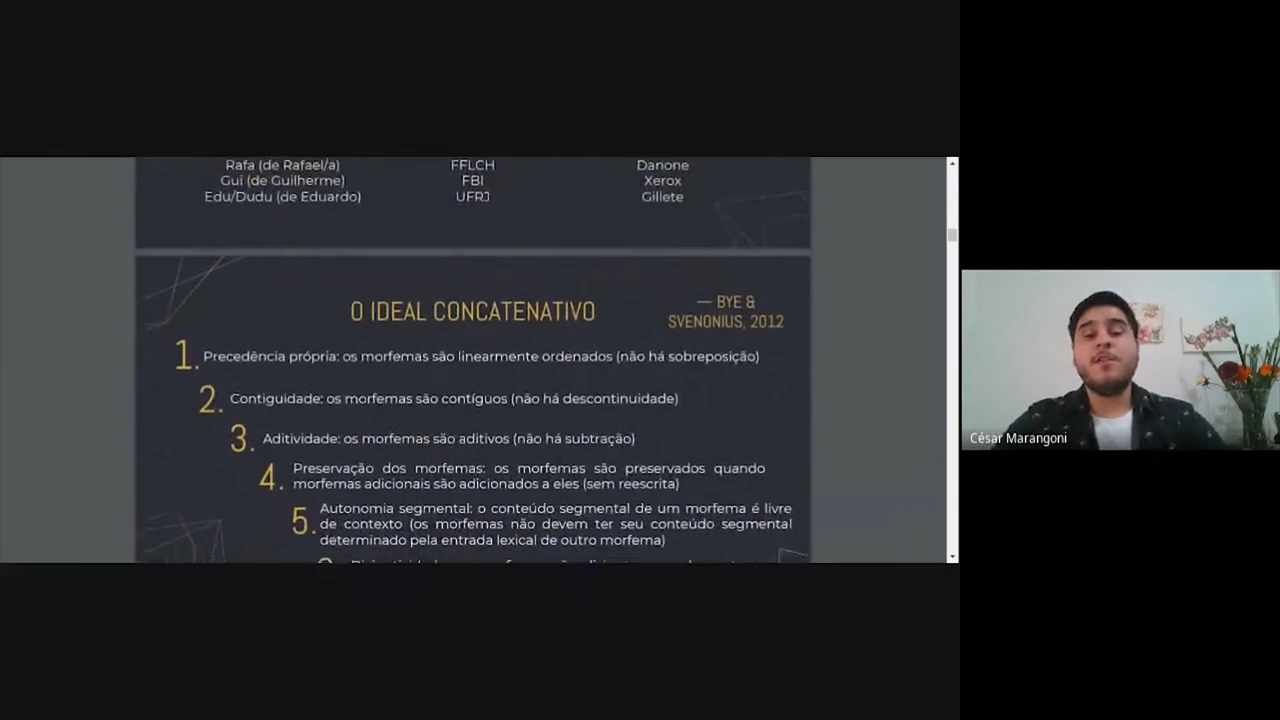 Rafa (de Rafael/a) FFLCH Danone
Gui (de Guilherme) FBI Xerox
Edu/Dudu (de Eduardo) UFRJ Gillete
O IDEAL CONCATENATIVO
— BYE &
SVENONIUS, 2012
1. Precedência própria: os morfemas são linearmente ordenados (não há sobreposição)
2. Contiguidade: os morfemas são contíguos (não há descontinuidade)
3. Aditividade: os morfemas são aditivos (não há subtração)
4. Preservação dos morfemas: os morfemas são preservados quando
morfemas adicionais são adicionados a eles (sem reescrita)
5. Autonomia segmental: o conteúdo segmental de um morfema é livre
de contexto (os morfemas não devem ter seu conteúdo segmental
determinado pela entrada lexical de outro morfema)
César Marangoni